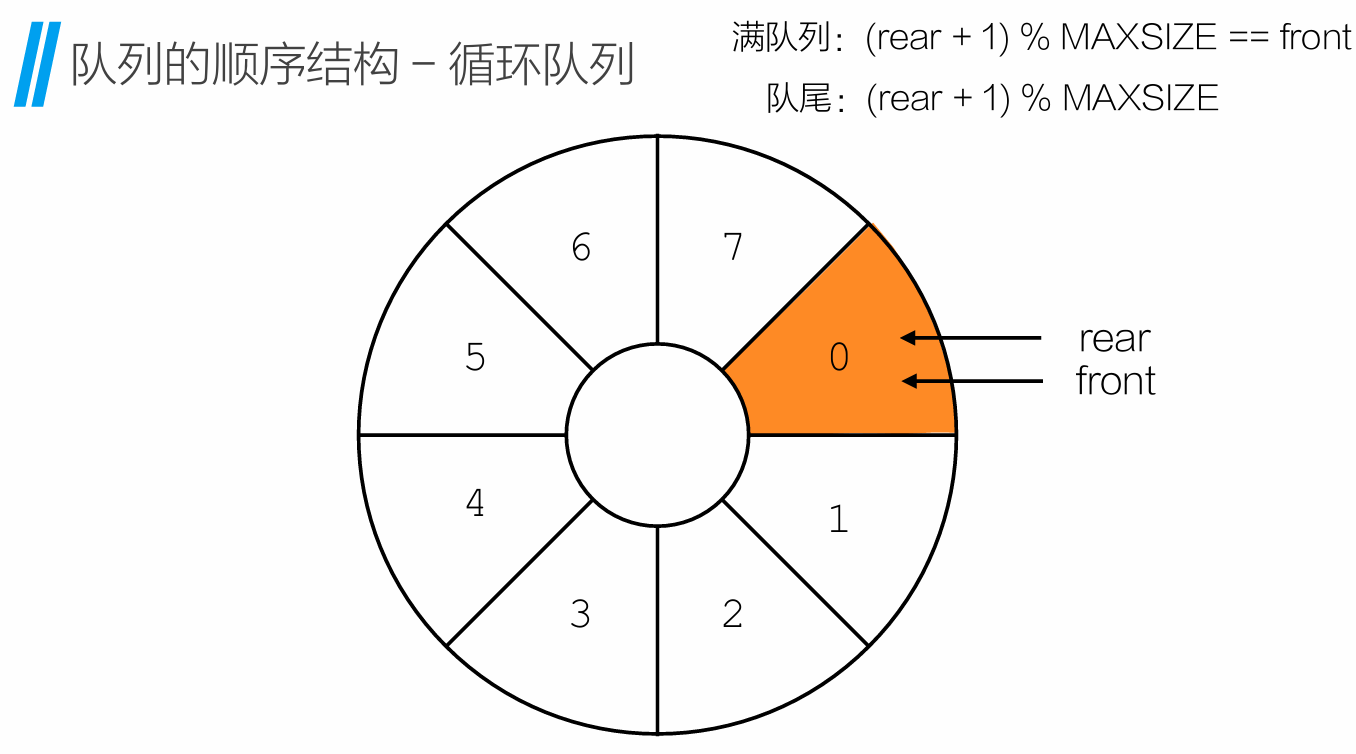 队列的顺序结构 – 循环队列
满队列：(rear + 1) % MAXSIZE == front
队尾：(rear + 1) % MAXSIZE
6
7
5
0
rear
front
4
1
3
2